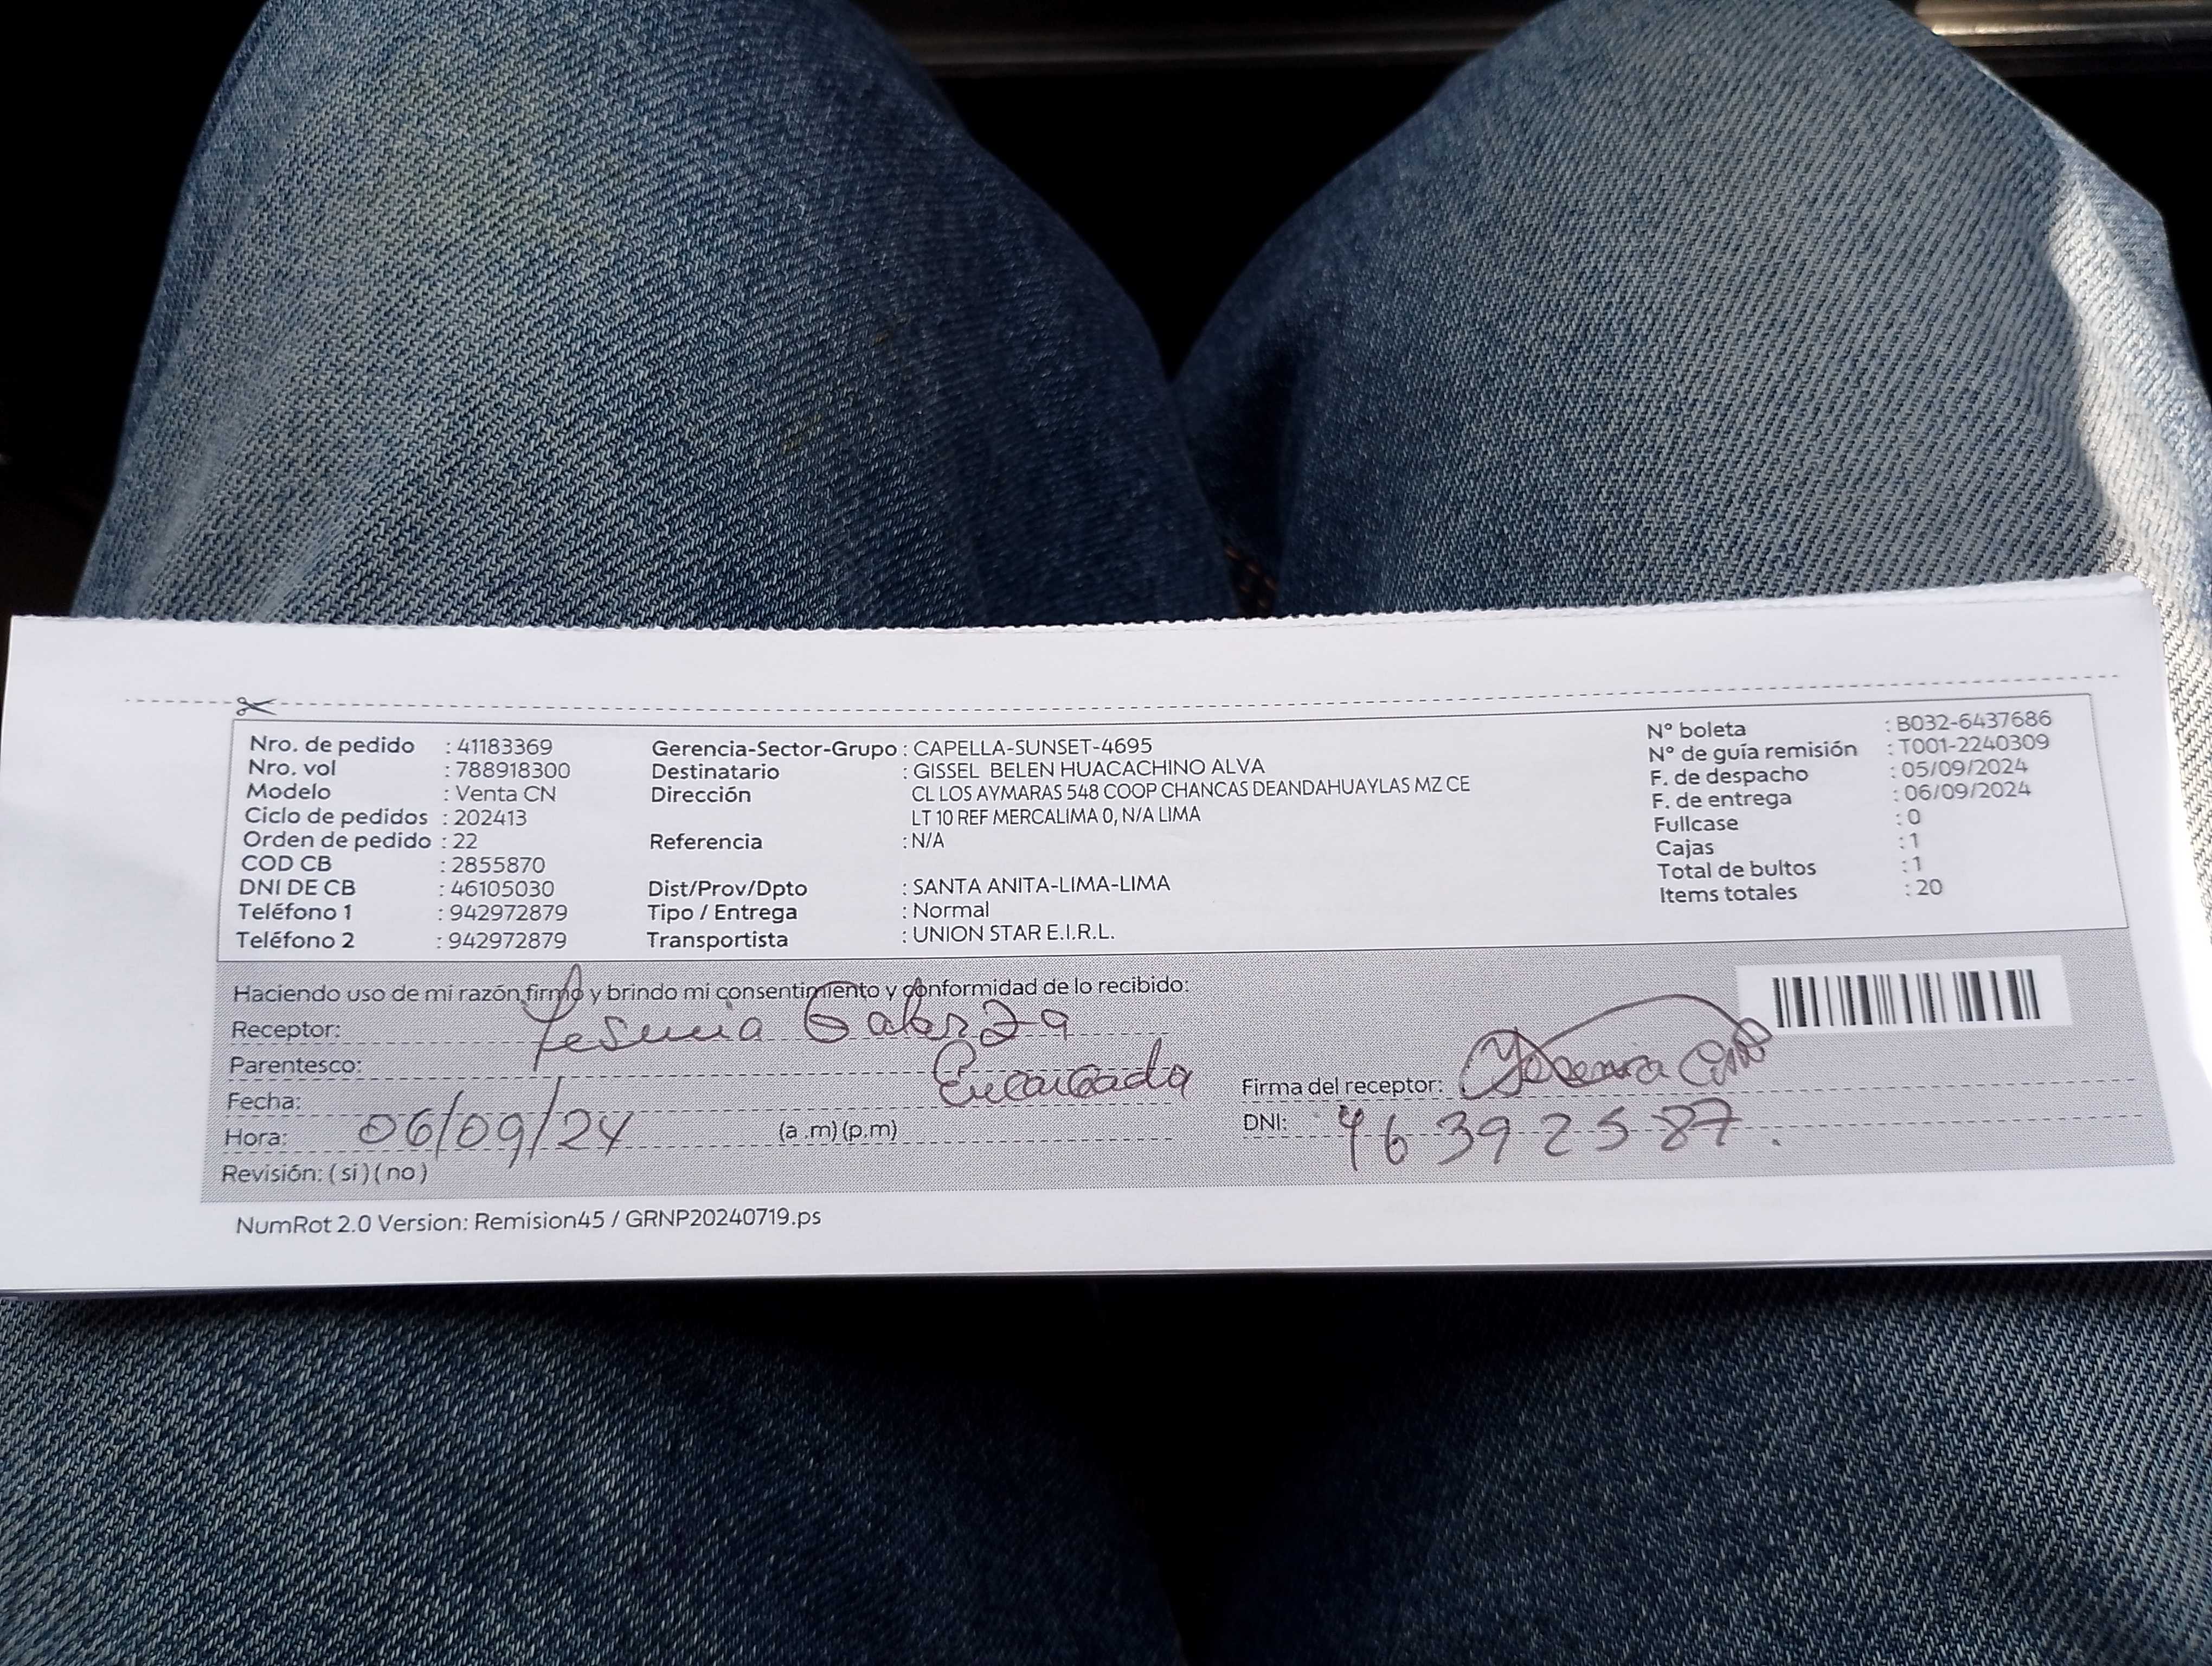 Nro. de pedido : 41183369
Nro. vol : 788918300
Modelo : Venta CN
Ciclo de pedidos : 202413
Orden de pedido : 22
COD CB : 2855870
DNI DE CB : 46105030
Teléfono 1 : 942972879
Teléfono 2 : 942972879
Gerencia-Sector-Grupo : CAPELLA-SUNSET-4695
Destinatario : GISSEL BELEN HUACACHINO ALVA
Dirección CL LOS AYMARAS 548 COOP CHANCAS DEANDAHUAYLAS MZ CE
LT 10 REF MERCALIMA 0, N/A LIMA
Referencia : N/A
Dist/Prov/Dpto : SANTA ANITA-LIMA-LIMA
Tipo / Entrega : Normal
Transportista : UNION STAR E.I.R.L.
N° boleta : B032-6437686
N° de guía remisión : T001-2240309
F. de despacho : 05/09/2024
F. de entrega : 06/09/2024
Fullcase : 0
Cajas : 1
Total de bultos : 1
Items totales : 20
Haciendo uso de mi razón firmo y brindo mi consentimiento y conformidad de lo recibido:
Receptor: Yesenia
Parentesco: Encargada
Fecha:
Hora: 06/09/24 (a .m) (p.m)
Revisión: ( si ) ( no )
Firma del receptor: Yesenia
DNI: 46392587.
NumRot 2.0 Version: Remision45 / GRNP20240719.ps